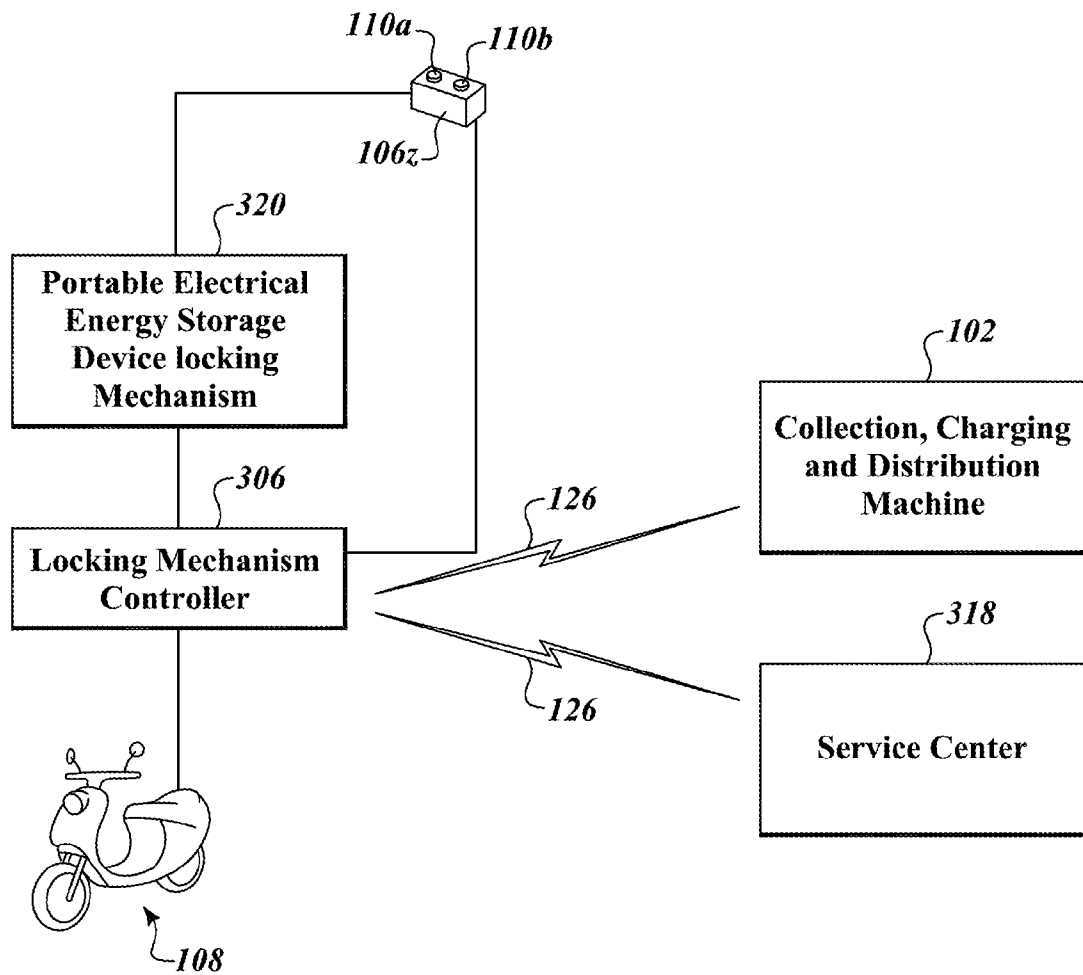 110a
110b
106z
320
Portable Electrical
Energy Storage
Device locking
Mechanism
306
Locking Mechanism
Controller
126
126
102
Collection, Charging
and Distribution
Machine
318
Service Center
108